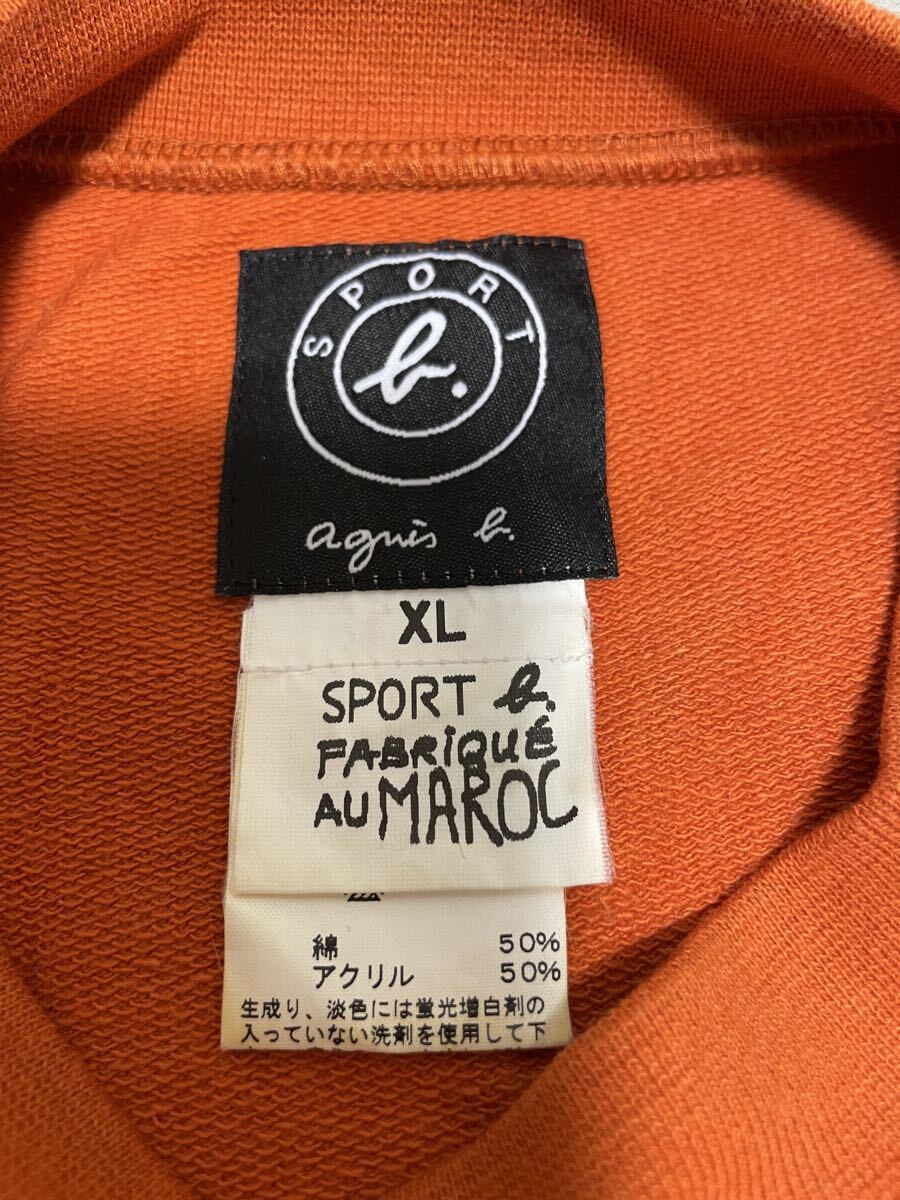 SPORT
b.
agnès b.
XL
SPORT b.
FABRIQUÉ
AU MAROC
綿 50%
アクリル 50%
生成り、淡色には蛍光増白剤の
入っていない洗剤を使用して下